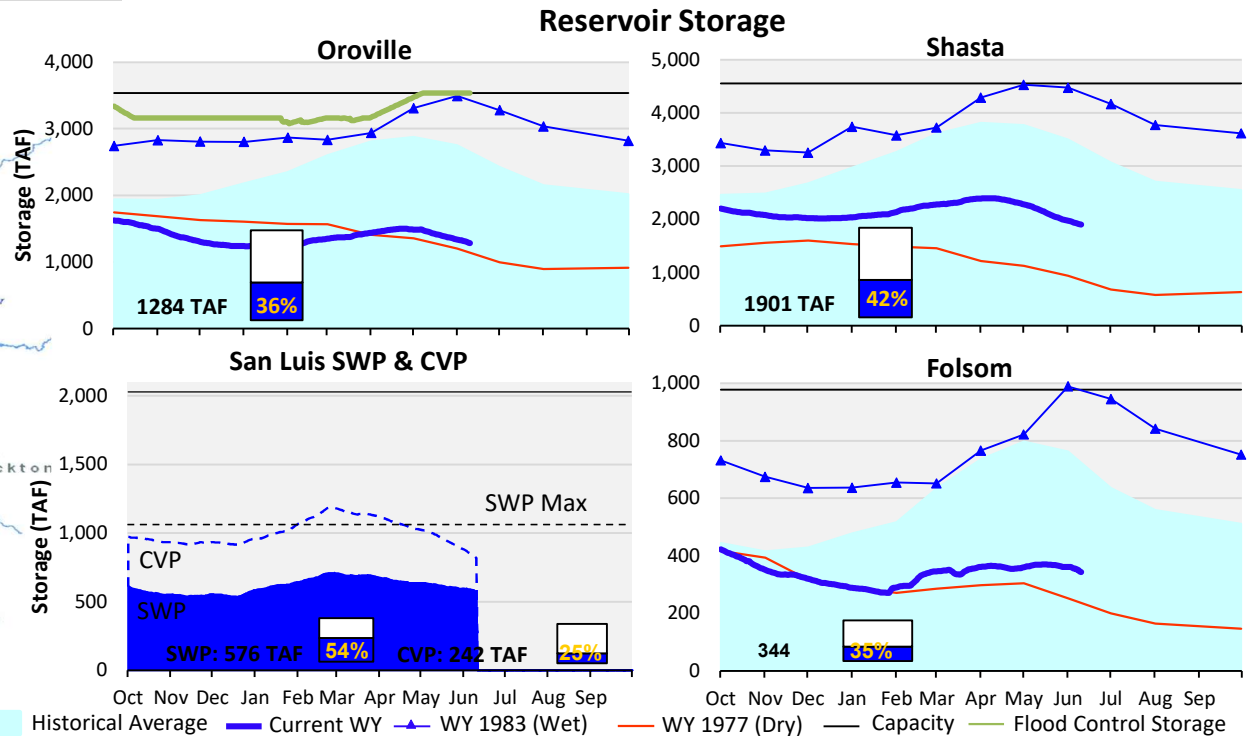 Reservoir Storage
Oroville
Storage (TAF)
4,000
3,000
2,000
1,000
0
1284 TAF
36%
Shasta
5,000
4,000
3,000
2,000
1,000
0
1901 TAF
42%
San Luis SWP & CVP
Storage (TAF)
2,000
1,500
1,000
500
0
SWP Max
CVP
SWP
SWP: 576 TAF
54%
CVP: 242 TAF
25%
Oct Nov Dec Jan Feb Mar Apr May Jun Jul Aug Sep
Folsom
1,000
800
600
400
200
0
344
35%
Oct Nov Dec Jan Feb Mar Apr May Jun Jul Aug Sep
ckton
Historical Average Current WY WY 1983 (Wet) WY 1977 (Dry) Capacity Flood Control Storage